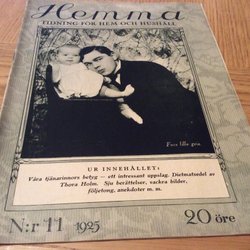 Hemma
TIDNING FÖR HEM OCH HUSHÅLL
Fars lilla gris.
UR INNEHÅLLET:
Våra tjänarinnors betyg — ett intressant uppslag. Dietmatsedel av
Thora Holm. Sju berättelser, vackra bilder,
följetong, anekdoter m. m.
N:r 11 1925 20 öre